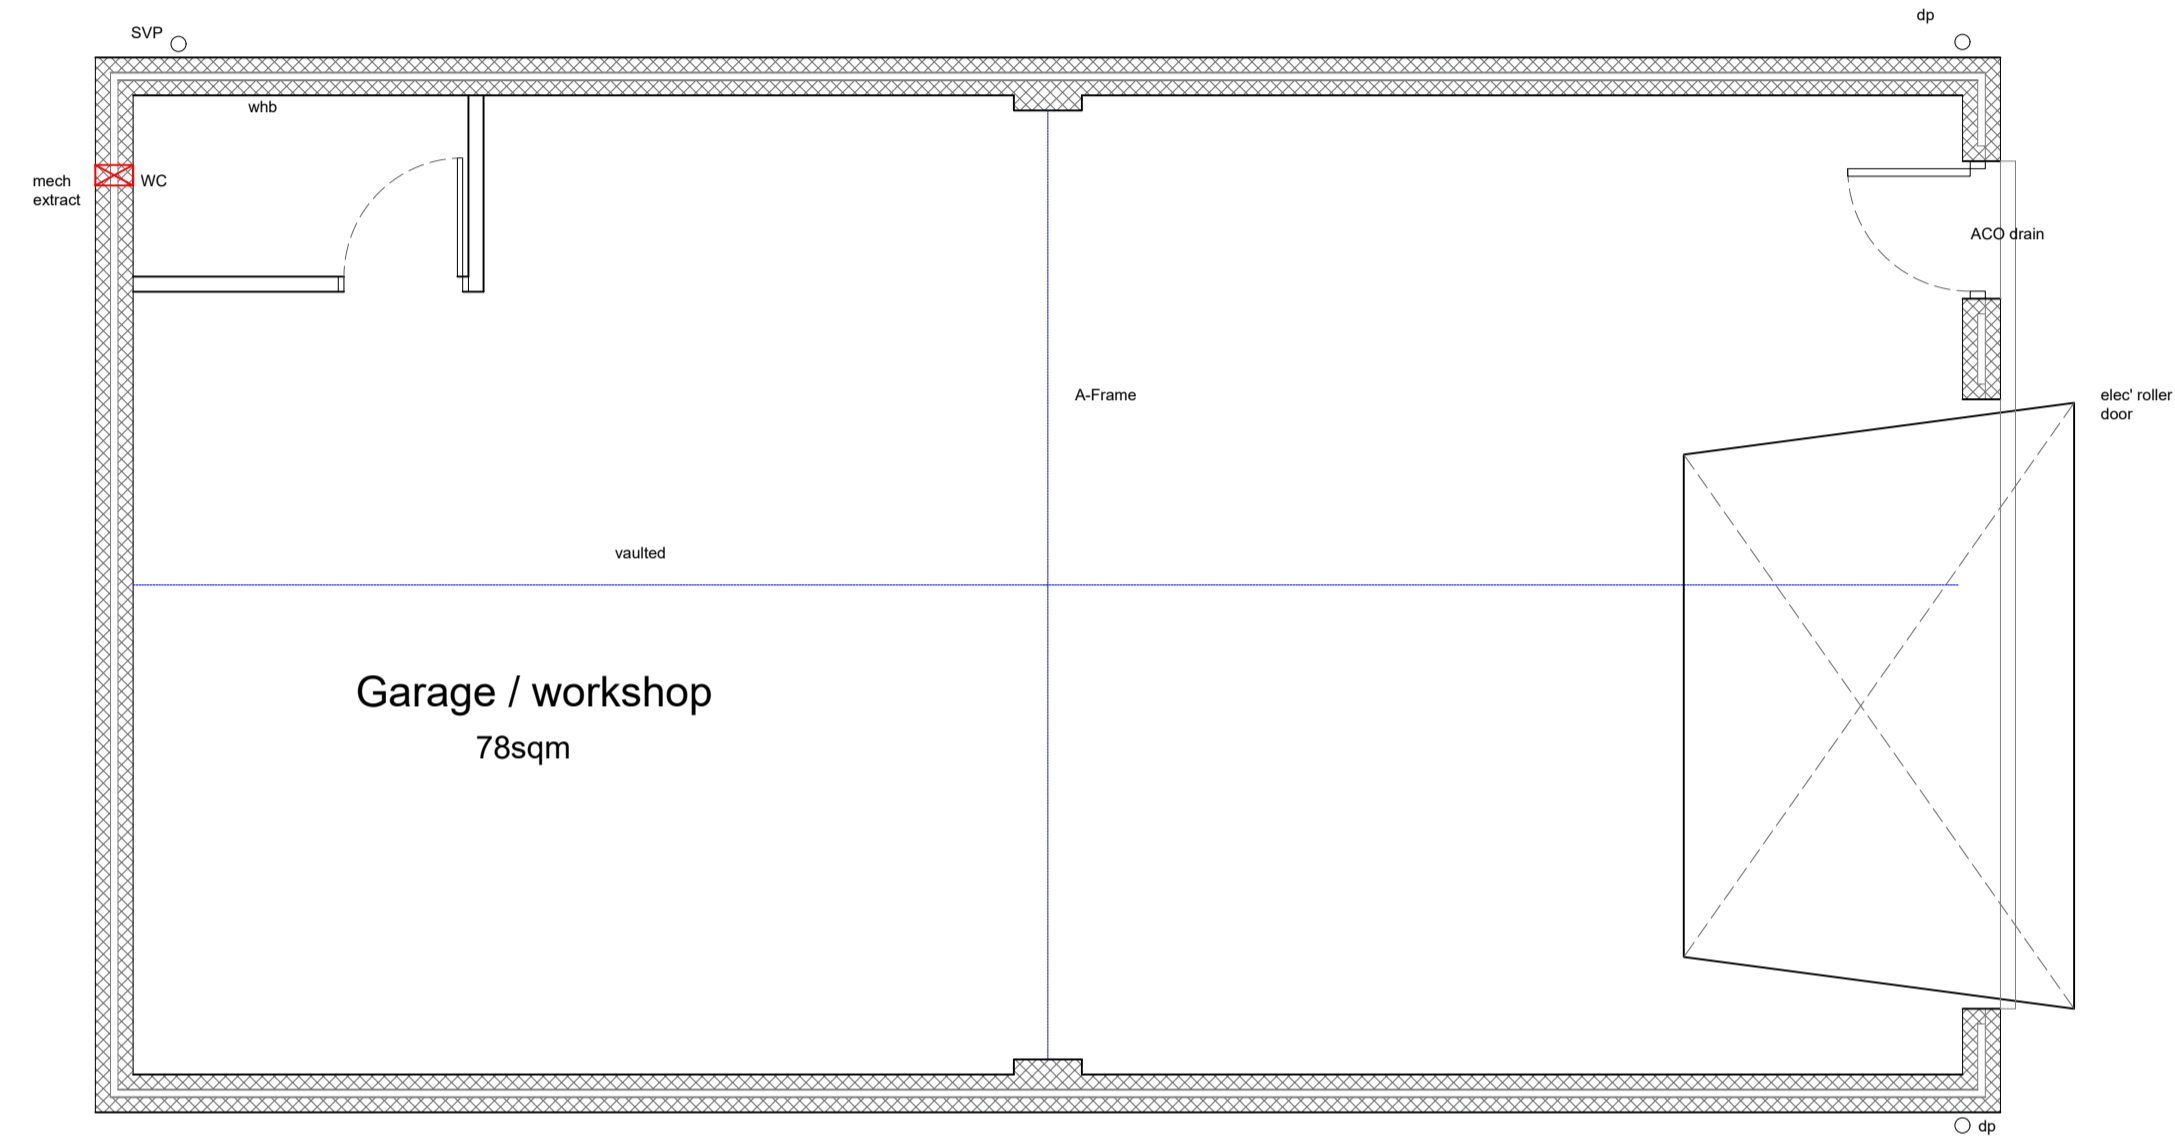 SVP
dp
whb
mech
extract
WC
ACO drain
A-Frame
elec' roller
door
vaulted
Garage / workshop
78sqm
dp